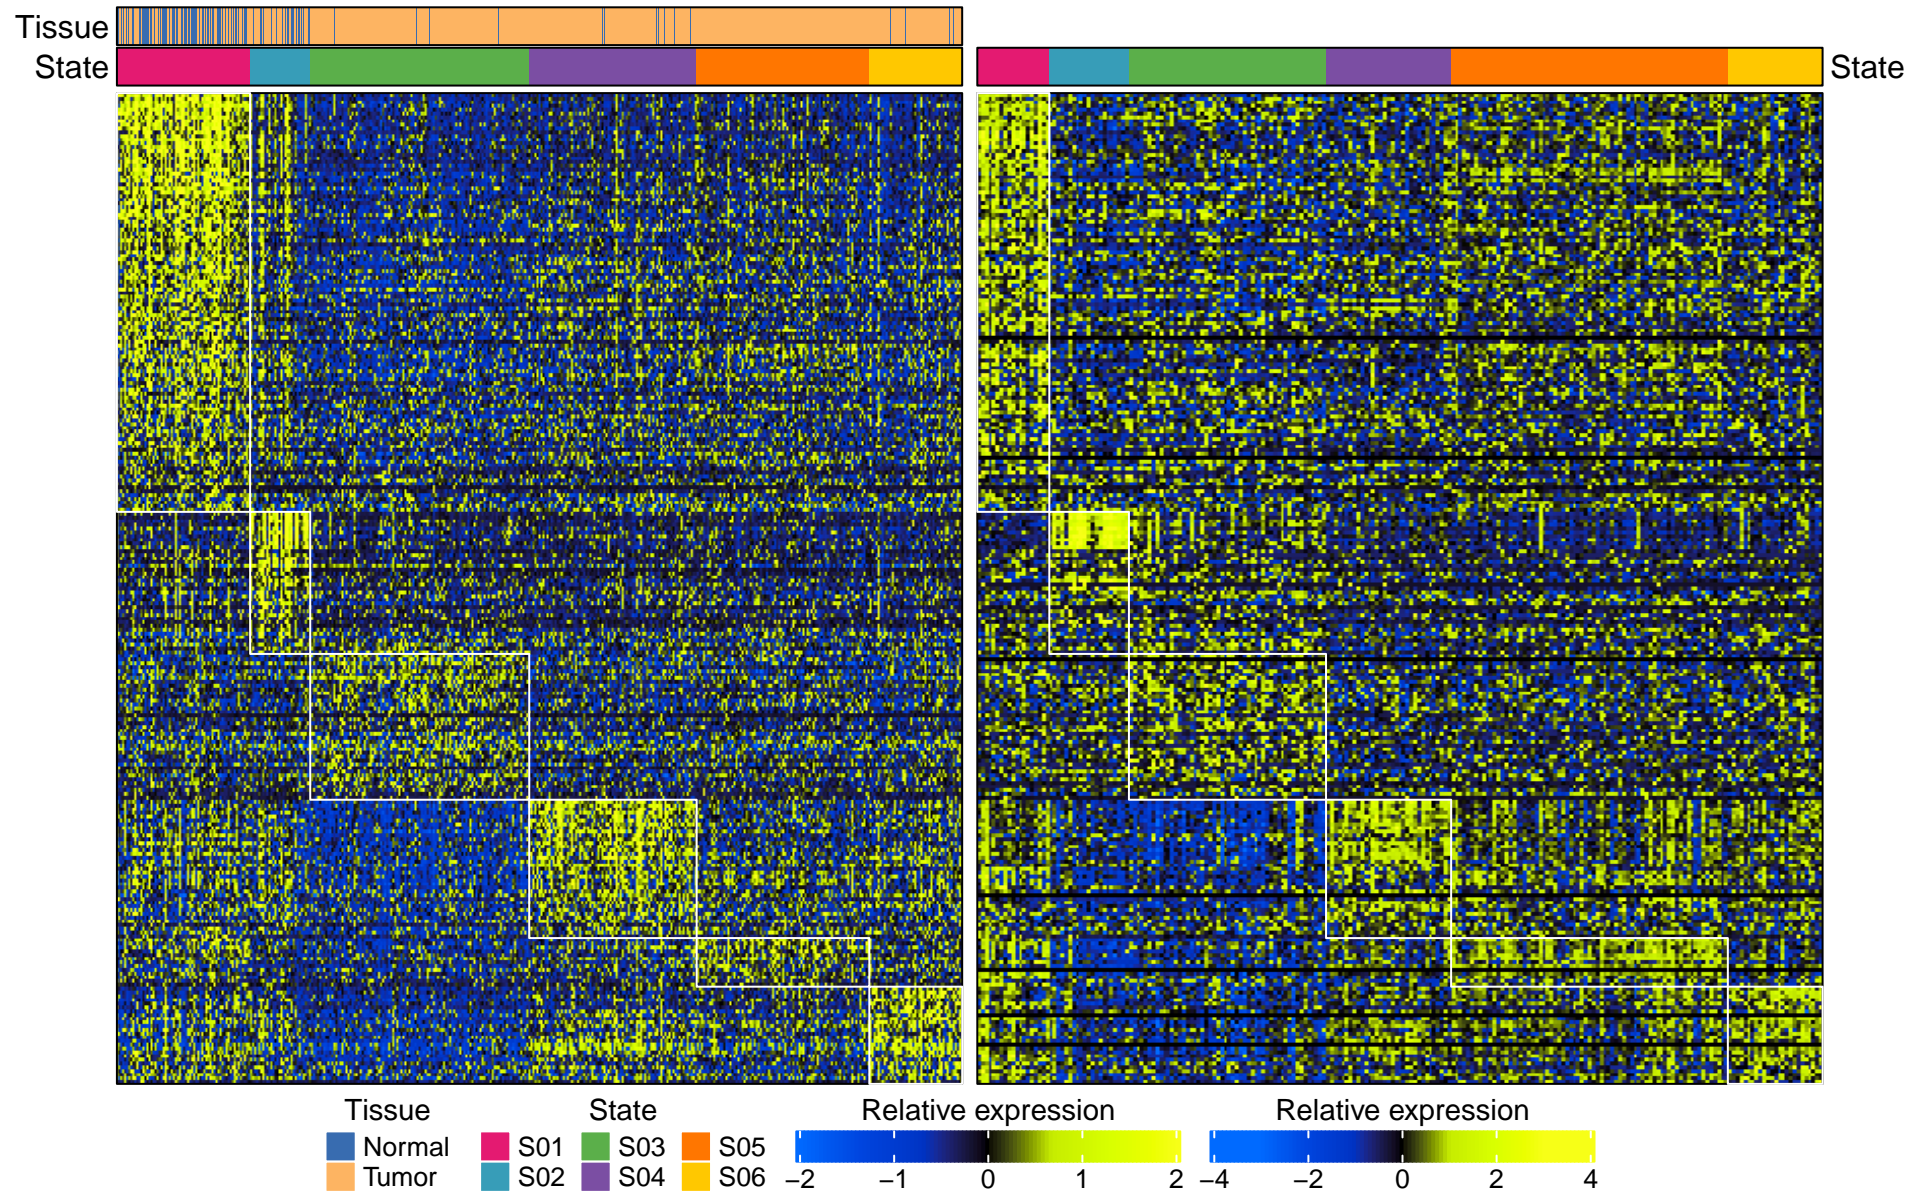 Tissue
State
State
Tissue State Relative expression Relative expression
Normal S01 S03 S05
Tumor S02 S04 S06
−2 −1 0 1 2 −4 −2 0 2 4